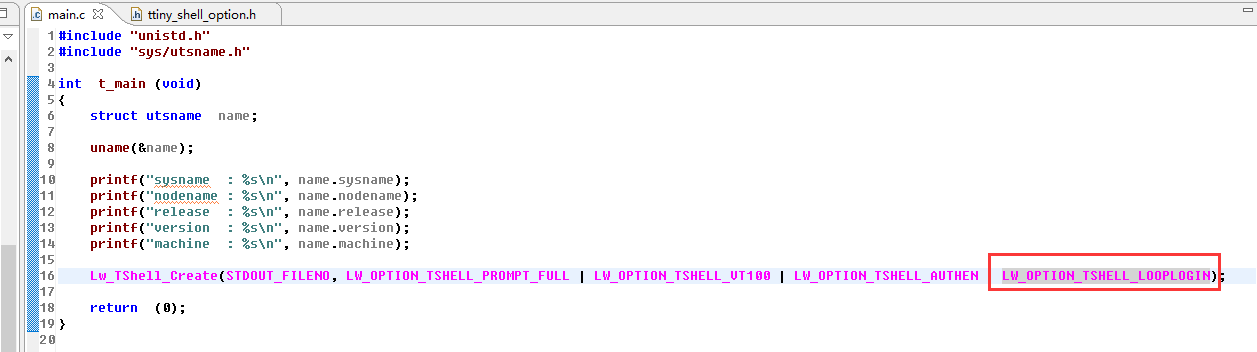 main.c ttiny_shell_option.h
1 #include "unistd.h"
2 #include "sys/utsname.h"
3
4 int  t_main (void)
5 {
6     struct utsname  name;
7
8     uname(&name);
9
10     printf("sysname  : %s\n", name.sysname);
11     printf("nodename : %s\n", name.nodename);
12     printf("release  : %s\n", name.release);
13     printf("version  : %s\n", name.version);
14     printf("machine  : %s\n", name.machine);
15
16     Lw_TShell_Create(STDOUT_FILENO, LW_OPTION_TSHELL_PROMPT_FULL | LW_OPTION_TSHELL_VT100 | LW_OPTION_TSHELL_AUTHEN   LW_OPTION_TSHELL_LOOPLOGIN);
17
18     return  (0);
19 }
20